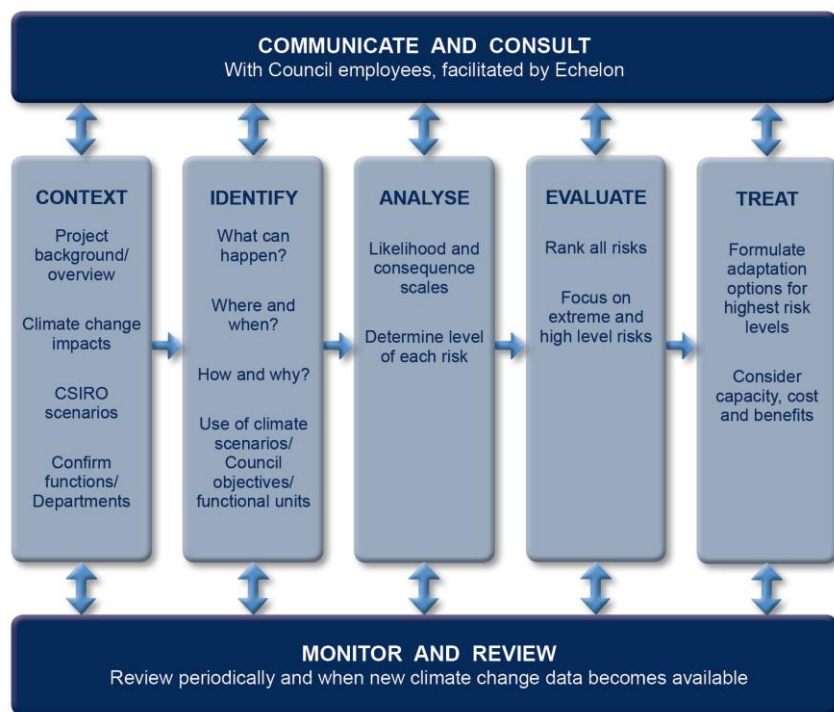 COMMUNICATE AND CONSULT
With Council employees, facilitated by Echelon
CONTEXT
Project
background/
overview
Climate change
impacts
CSIRO
scenarios
Confirm
functions/
Departments
IDENTIFY
What can
happen?
Where and
when?
How and why?
Use of climate
scenarios/
Council
objectives/
functional units
ANALYSE
Likelihood and
consequence
scales
Determine level
of each risk
EVALUATE
Rank all risks
Focus on
extreme and
high level risks
TREAT
Formulate
adaptation
options for
highest risk
levels
Consider
capacity, cost
and benefits
MONITOR AND REVIEW
Review periodically and when new climate change data becomes available